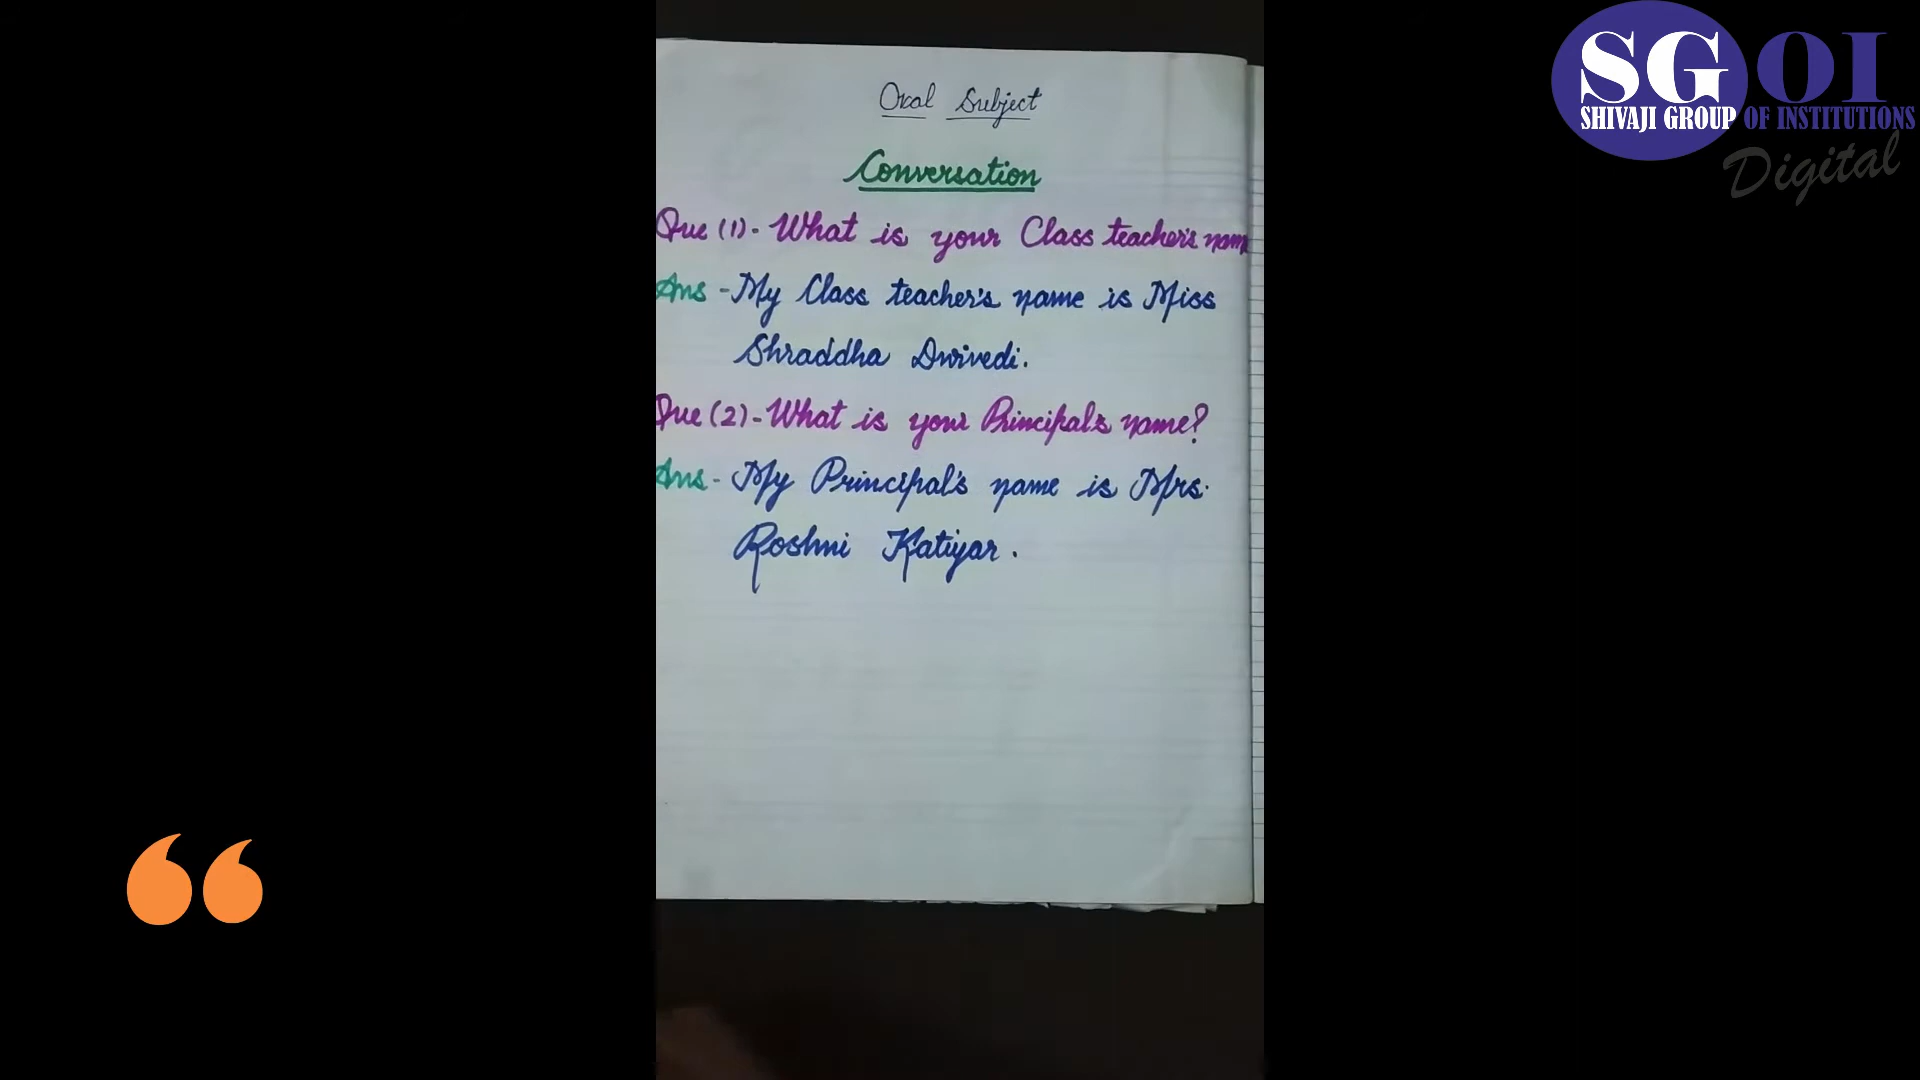 Oral Subject
Conversation
Que (1). What is your Class teacher's name
Ans - My Class teacher's name is Miss
Shraddha Dwivedi.
Que (2). What is your Principal's name?
Ans - My Principal's name is Mrs.
Roshni Katiyar.
SGOI
SHIVAJI GROUP OF INSTITUTIONS
Digital